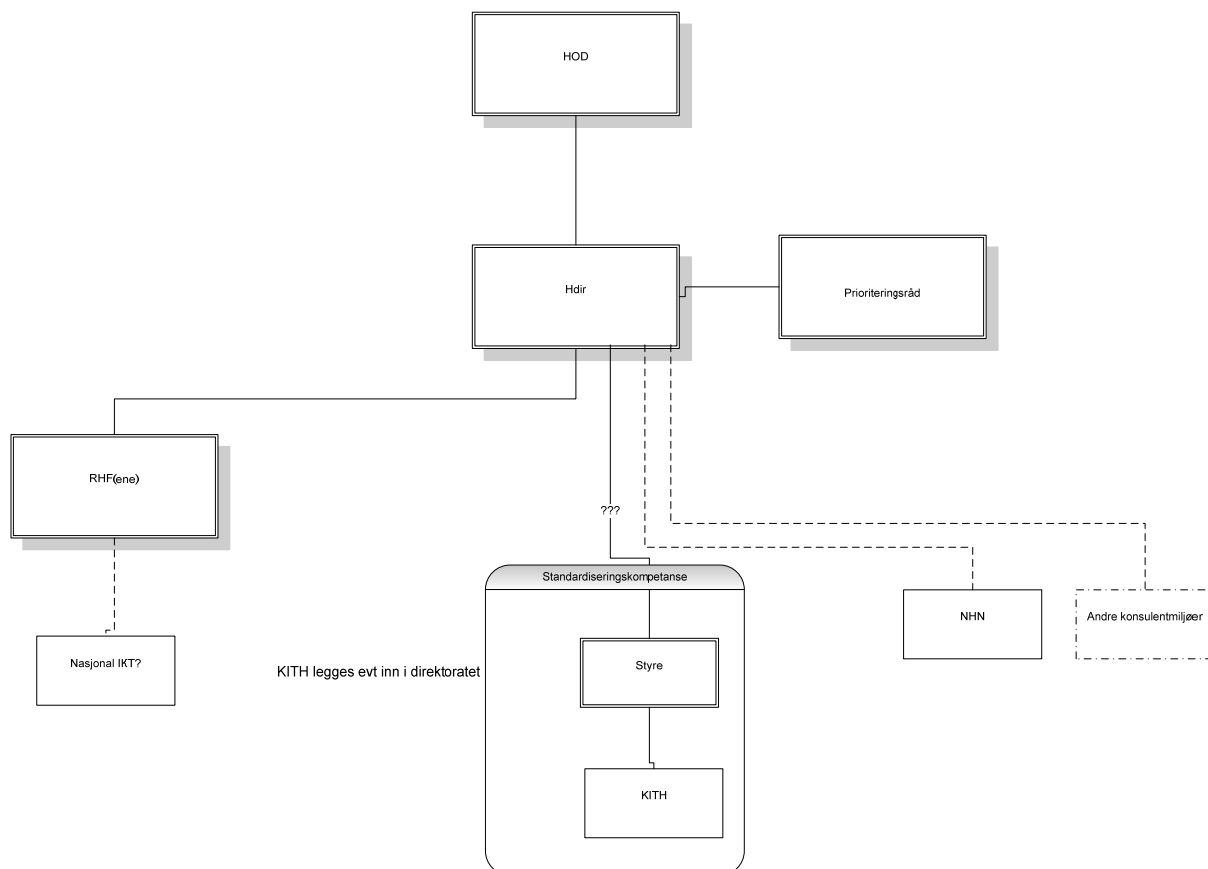 HOD
Hdir
Prioriteringsråd
RHF(ene)
???
Standardiseringskompetanse
NHN
Andre konsulentmiljøer
Nasjonal IKT?
KITH legges evt inn i direktoratet
Styre
KITH